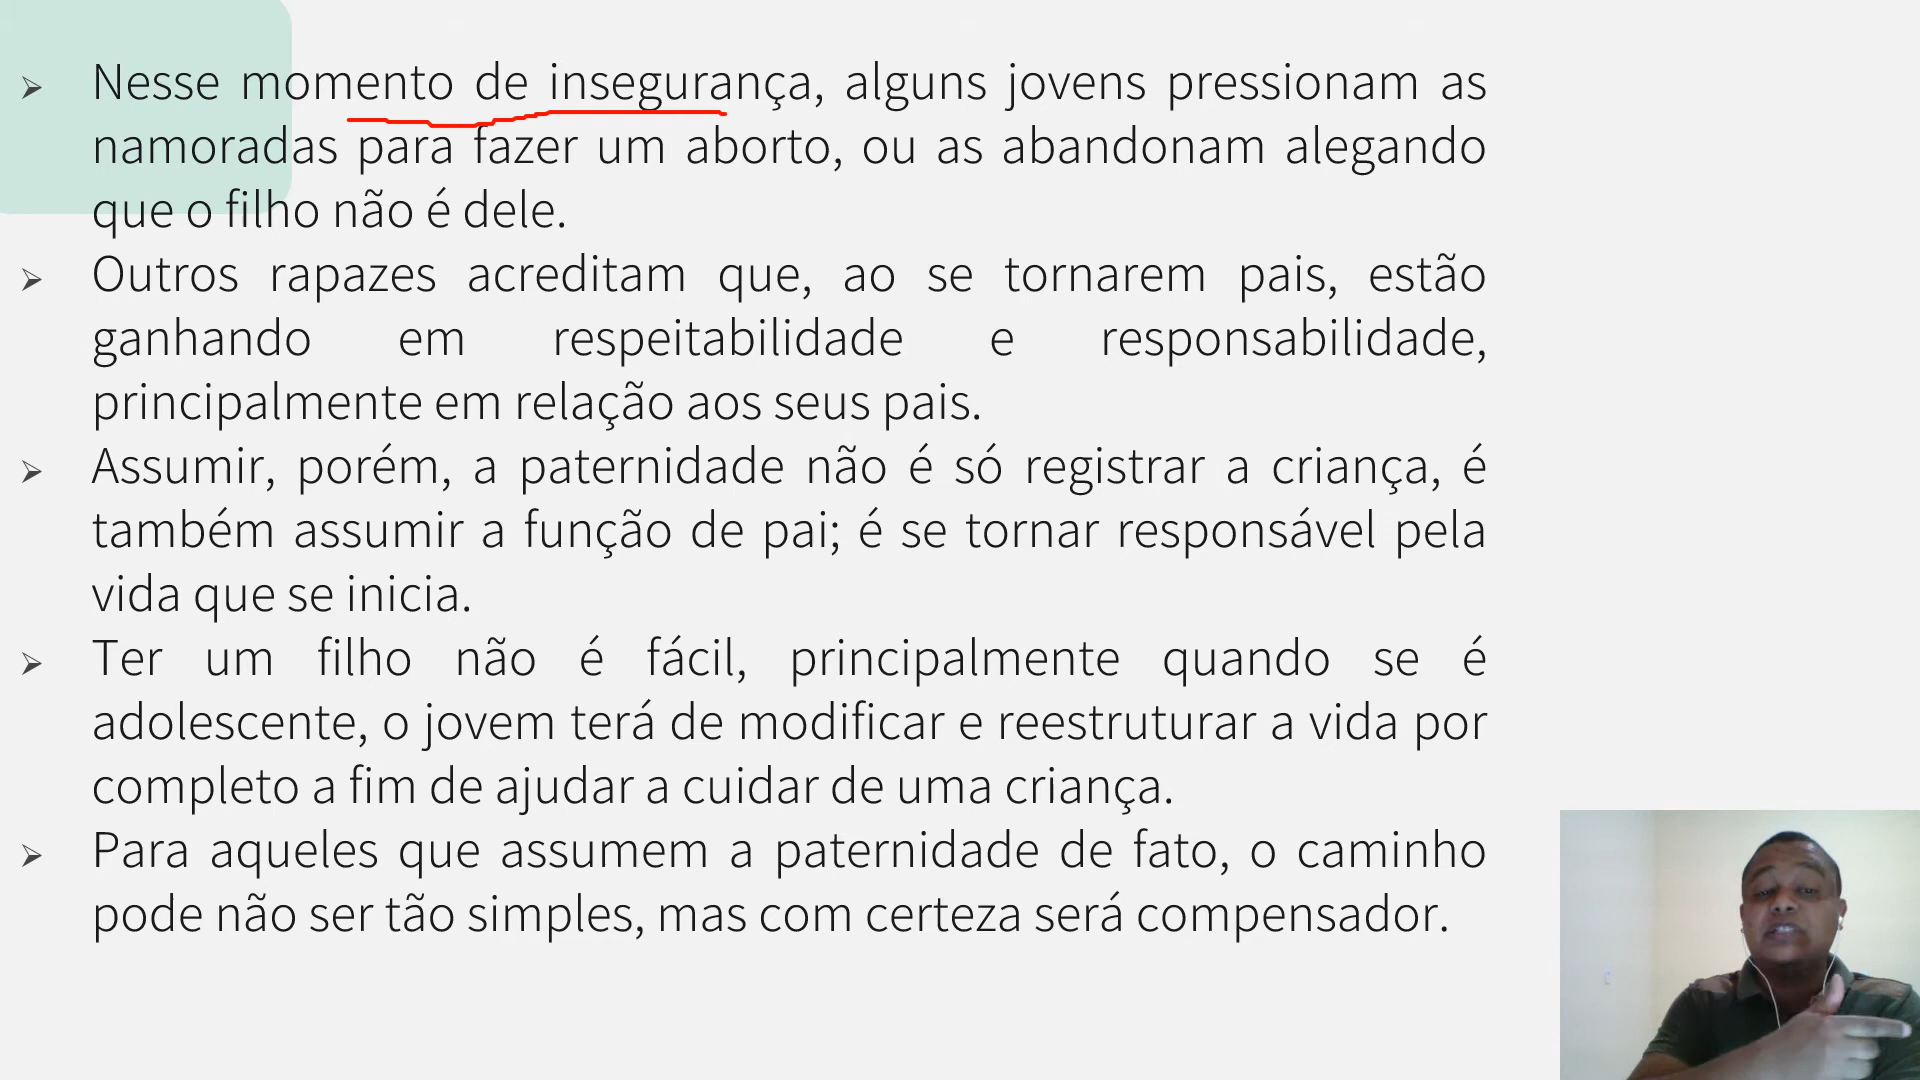 Nesse momento de insegurança, alguns jovens pressionam as
namoradas para fazer um aborto, ou as abandonam alegando
que o filho não é dele.
Outros rapazes acreditam que, ao se tornarem pais, estão
ganhando em respeitabilidade e responsabilidade,
principalmente em relação aos seus pais.
Assumir, porém, a paternidade não é só registrar a criança, é
também assumir a função de pai; é se tornar responsável pela
vida que se inicia.
Ter um filho não é fácil, principalmente quando se é
adolescente, o jovem terá de modificar e reestruturar a vida por
completo a fim de ajudar a cuidar de uma criança.
Para aqueles que assumem a paternidade de fato, o caminho
pode não ser tão simples, mas com certeza será compensador.